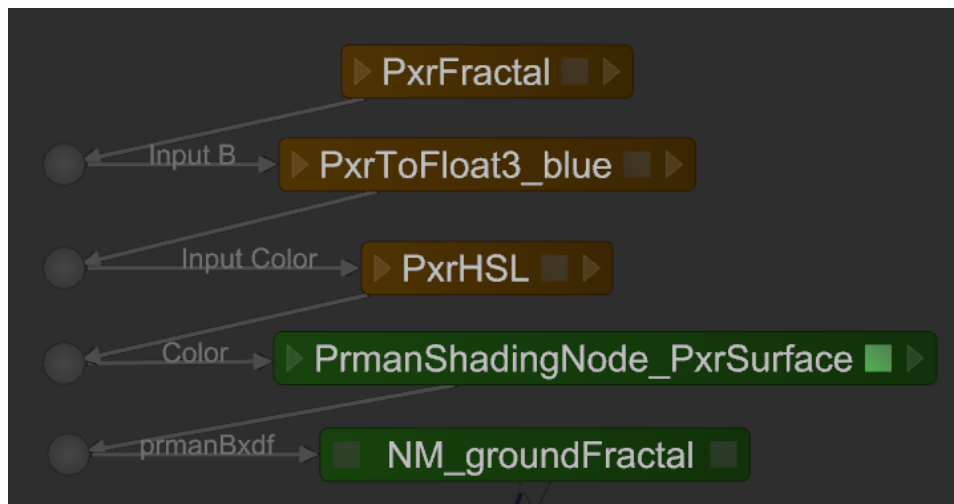 PxrFractal
Input B
PxrToFloat3_blue
Input Color
PxrHSL
Color
PrmanShadingNode_PxrSurface
prmanBxdf
NM_groundFractal